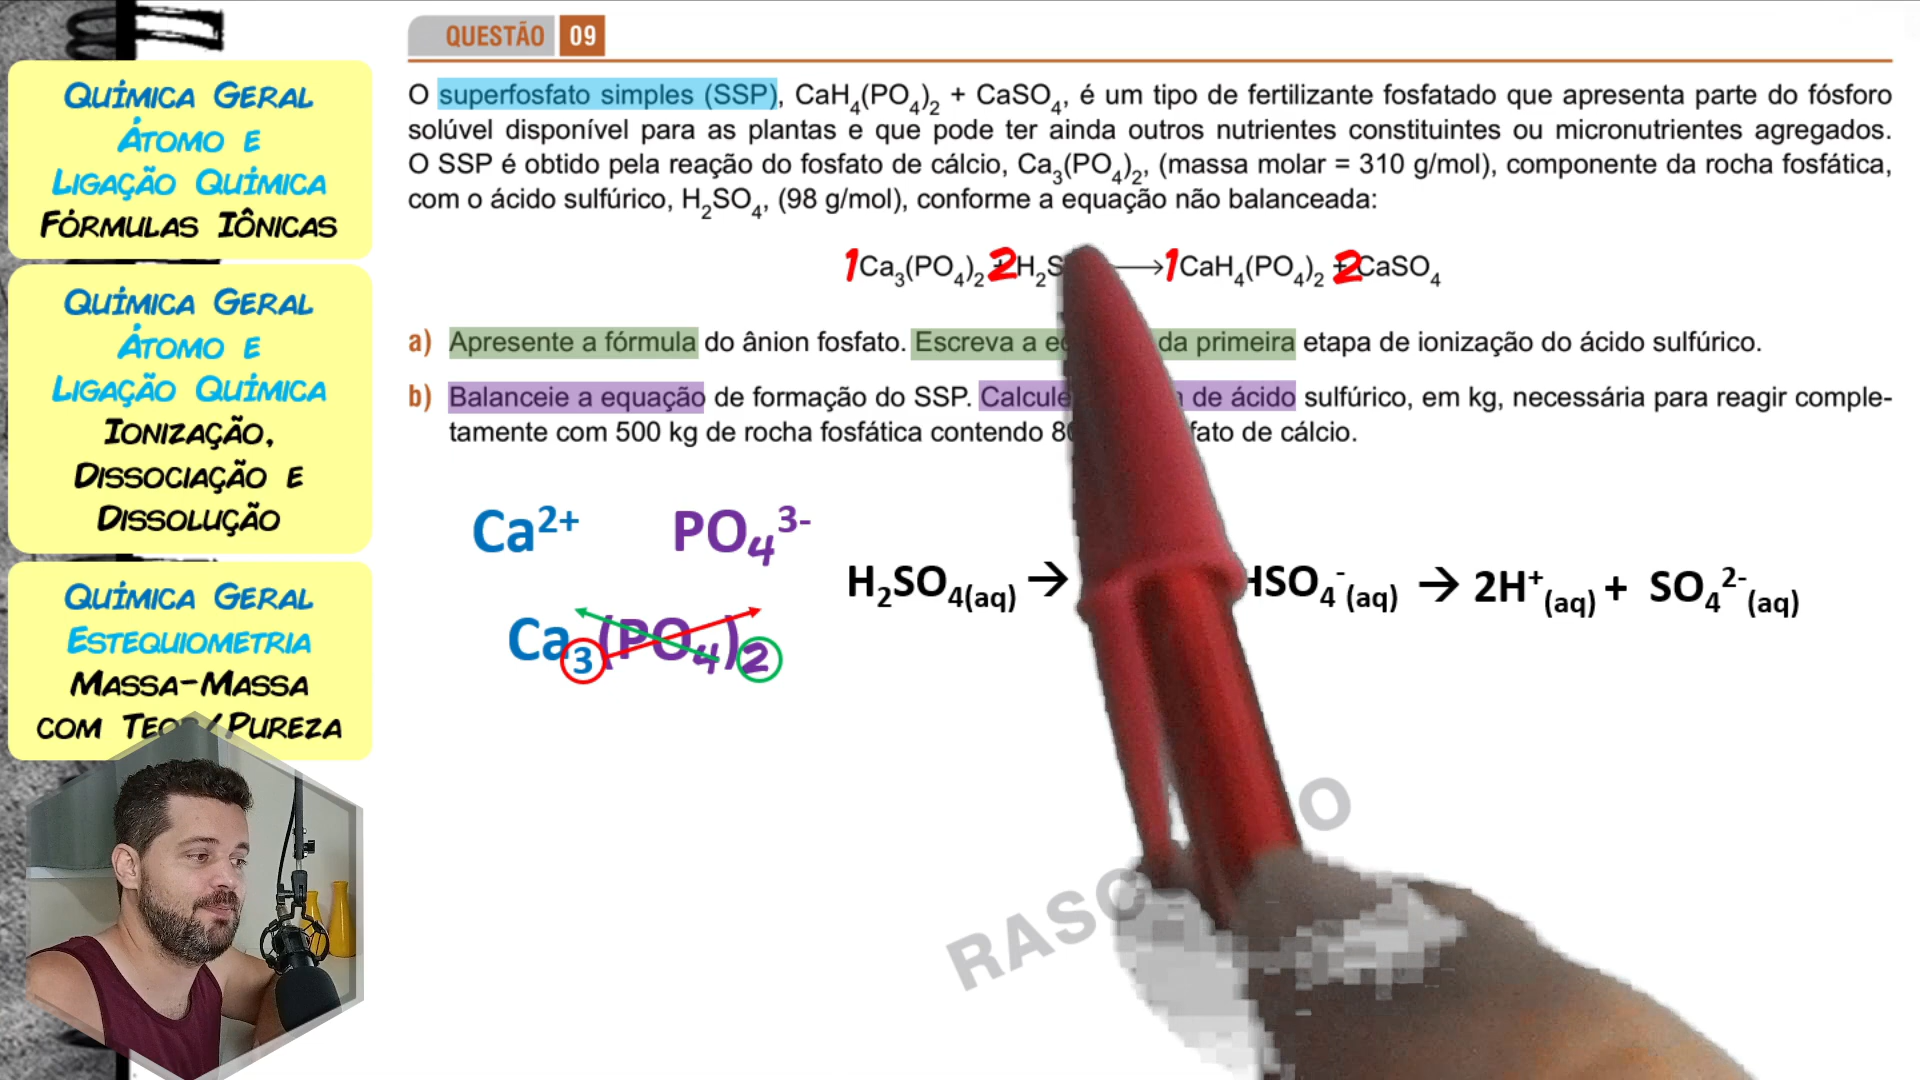 QUÍMICA GERAL
ÁTOMO E
LIGAÇÃO QUÍMICA
FÓRMULAS IÔNICAS
QUÍMICA GERAL
ÁTOMO E
LIGAÇÃO QUÍMICA
IONIZAÇÃO,
DISSOCIAÇÃO E
DISSOLUÇÃO
QUÍMICA GERAL
ESTEQUIOMETRIA
MASSA-MASSA
COM TEOR/PUREZA
QUESTÃO 09
O superfosfato simples (SSP), CaH₄(PO₄)₂ + CaSO₄, é um tipo de fertilizante fosfatado que apresenta parte do fósforo
solúvel disponível para as plantas e que pode ter ainda outros nutrientes constituintes ou micronutrientes agregados.
O SSP é obtido pela reação do fosfato de cálcio, Ca₃(PO₄)₂, (massa molar = 310 g/mol), componente da rocha fosfática,
com o ácido sulfúrico, H₂SO₄, (98 g/mol), conforme a equação não balanceada:
1Ca₃(PO₄)₂ 2H₂S → 1CaH₄(PO₄)₂ + 2CaSO₄
a) Apresente a fórmula do ânion fosfato. Escreva a da primeira etapa de ionização do ácido sulfúrico.
b) Balanceie a equação de formação do SSP. Calcule de ácido sulfúrico, em kg, necessária para reagir comple-
tamente com 500 kg de rocha fosfática contendo de cálcio.
Ca²⁺ PO₄³⁻
H₂SO₄(aq) → HSO₄⁻(aq) → 2H⁺(aq) + SO₄²⁻(aq)
Ca₃(PO₄)₂